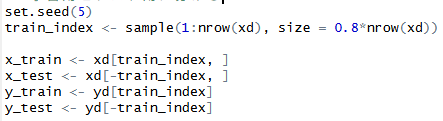 set.seed(5)
train_index <- sample(1:nrow(xd), size = 0.8*nrow(xd))
x_train <- xd[train_index, ]
x_test <- xd[-train_index, ]
y_train <- yd[train_index]
y_test <- yd[-train_index]